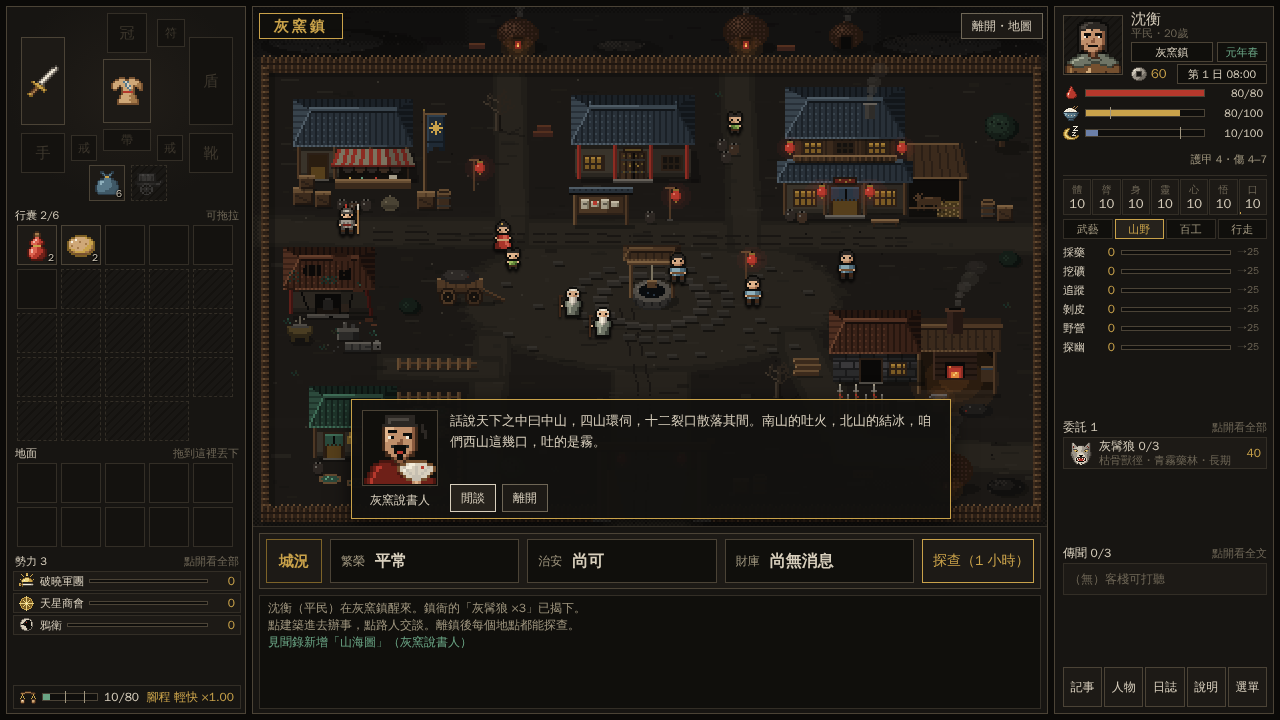 冠
符
盾
手
戒
帶
戒
靴
6
行囊 2/6
可拖拉
2
2
地面
拖到這裡丟下
勢力 3
點開看全部
破曉軍團
0
天星商會
0
鴉衛
0
10/80
腳程 輕快 ×1.00
灰窯鎮
離開・地圖
話說天下之中曰中山，四山環伺，十二裂口散落其間。南山的吐火，北山的結冰，咱
們西山這幾口，吐的是霧。
灰窯說書人
閒談
離開
城況
繁榮 平常
治安 尚可
財庫 尚無消息
探查（1 小時）
沈衡（平民）在灰窯鎮醒來。鎮衙的「灰髯狼 ×3」已揭下。
點建築進去辦事，點路人交談。離鎮後每個地點都能探查。
見聞錄新增「山海圖」（灰窯說書人）
沈衡
平民・20歲
灰窯鎮
元年春
60
第 1 日 08:00
80/80
80/100
10/100
護甲 4・傷 4–7
體 膂 身 靈 心 悟 口
10 10 10 10 10 10 10
武藝
山野
百工
行走
採藥 0 →25
挖礦 0 →25
追蹤 0 →25
剝皮 0 →25
野營 0 →25
探幽 0 →25
委託 1
點開看全部
灰髯狼 0/3
枯骨獸徑・青霧藥林・長期
40
傳聞 0/3
點開看全文
（無）客棧可打聽
記事
人物
日誌
說明
選單